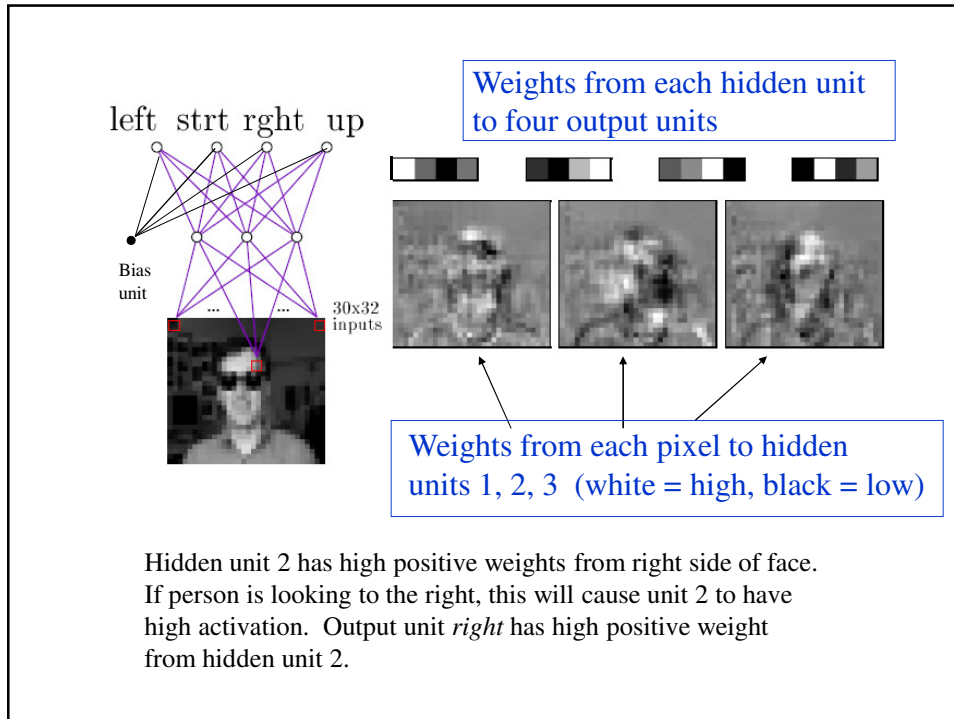 Weights from each hidden unit
to four output units
left strt rght up
Bias
unit
... ...
30x32
inputs
Weights from each pixel to hidden
units 1, 2, 3 (white = high, black = low)
Hidden unit 2 has high positive weights from right side of face.
If person is looking to the right, this will cause unit 2 to have
high activation. Output unit right has high positive weight
from hidden unit 2.